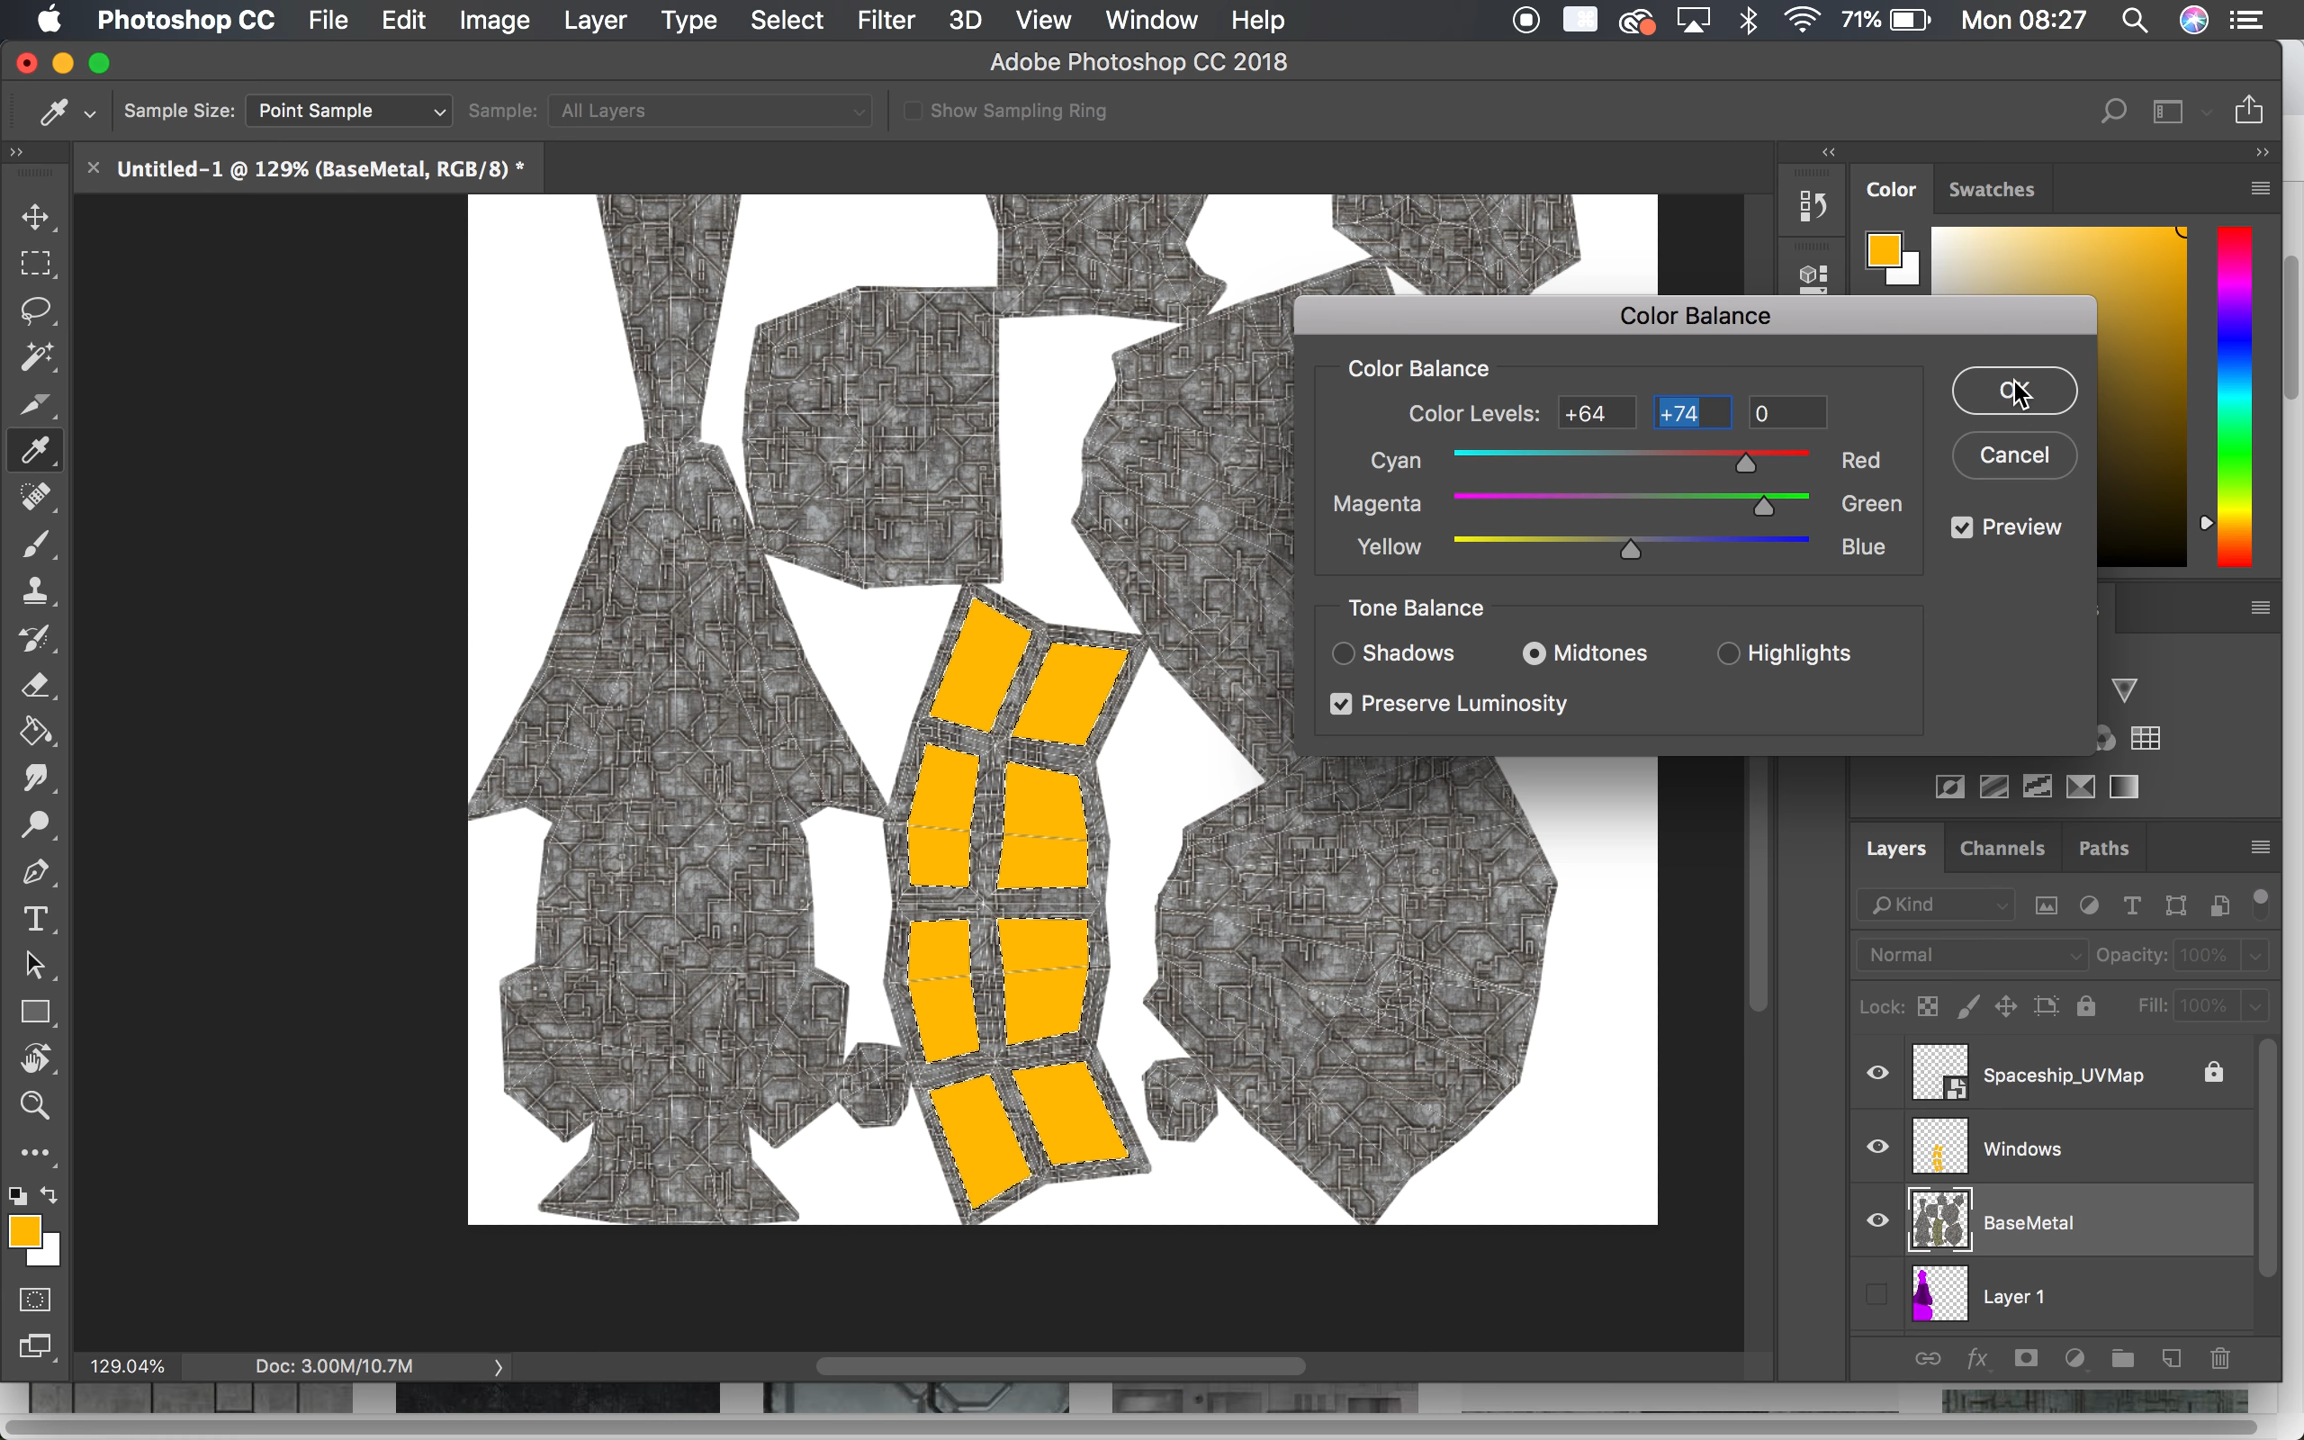 Photoshop CC File Edit Image Layer Type Select Filter 3D View Window Help 71% Mon 08:27
Adobe Photoshop CC 2018
Sample Size: Point Sample Sample: All Layers Show Sampling Ring
Untitled-1 @ 129% (BaseMetal, RGB/8) *
Color Swatches
Color Balance
Color Balance
Color Levels: +64 +74 0
OK
Cyan Red
Cancel
Magenta Green
Preview
Yellow Blue
Tone Balance
Shadows Midtones Highlights
Preserve Luminosity
Layers Channels Paths
Kind
Normal Opacity: 100%
Lock: Fill: 100%
Spaceship_UVMap
Windows
BaseMetal
Layer 1
129.04% Doc: 3.00M/10.7M